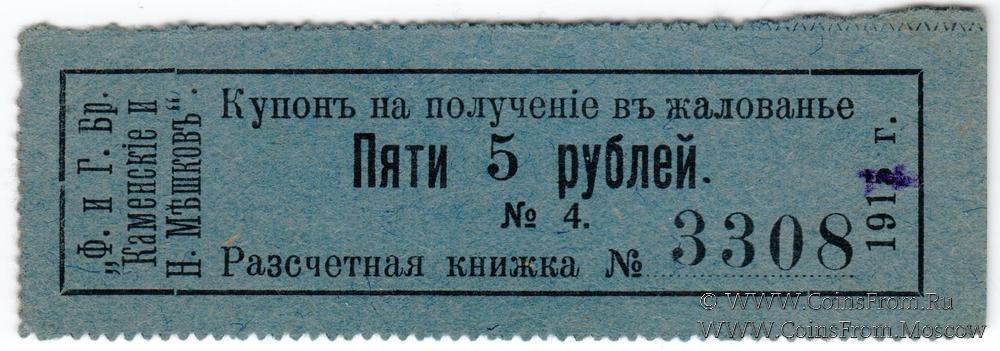 „Ф. и Г. Бр.
Каменскіе и
Н. Мѣшковъ".
Купонъ на полученіе въ жалованье
Пяти 5 рублей.
№ 4.
Разсчетная книжка № 3308
г.
© WWW.CoinsFrom.Ru
WWW.CoinsFrom.Moscow